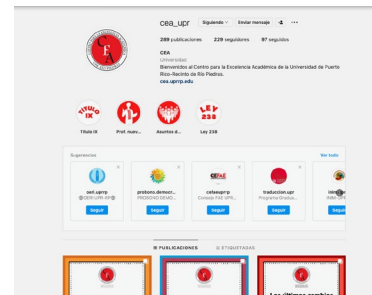 cea_upr Siguiendo Enviar mensaje
289 publicaciones 229 seguidores 97 seguidos
CEA
Universidad
Bienvenidos al Centro para la Excelencia Académica de la Universidad de Puerto
Rico-Recinto de Río Piedras.
cea.uprrp.edu
TITULO
IX
LEY
238
Título IX Prof. nuev... Asuntos d... Ley 238
Sugerencias Ver todo
CEFAE
oeri.uprrp probono.democr... cefaeuprrp traduccion.upr
PROBONO DEMO... Consejo FAE UPR... Programa Gradua...
Seguir Seguir Seguir Seguir Seguir
PUBLICACIONES ETIQUETADAS
Los últimos cambios